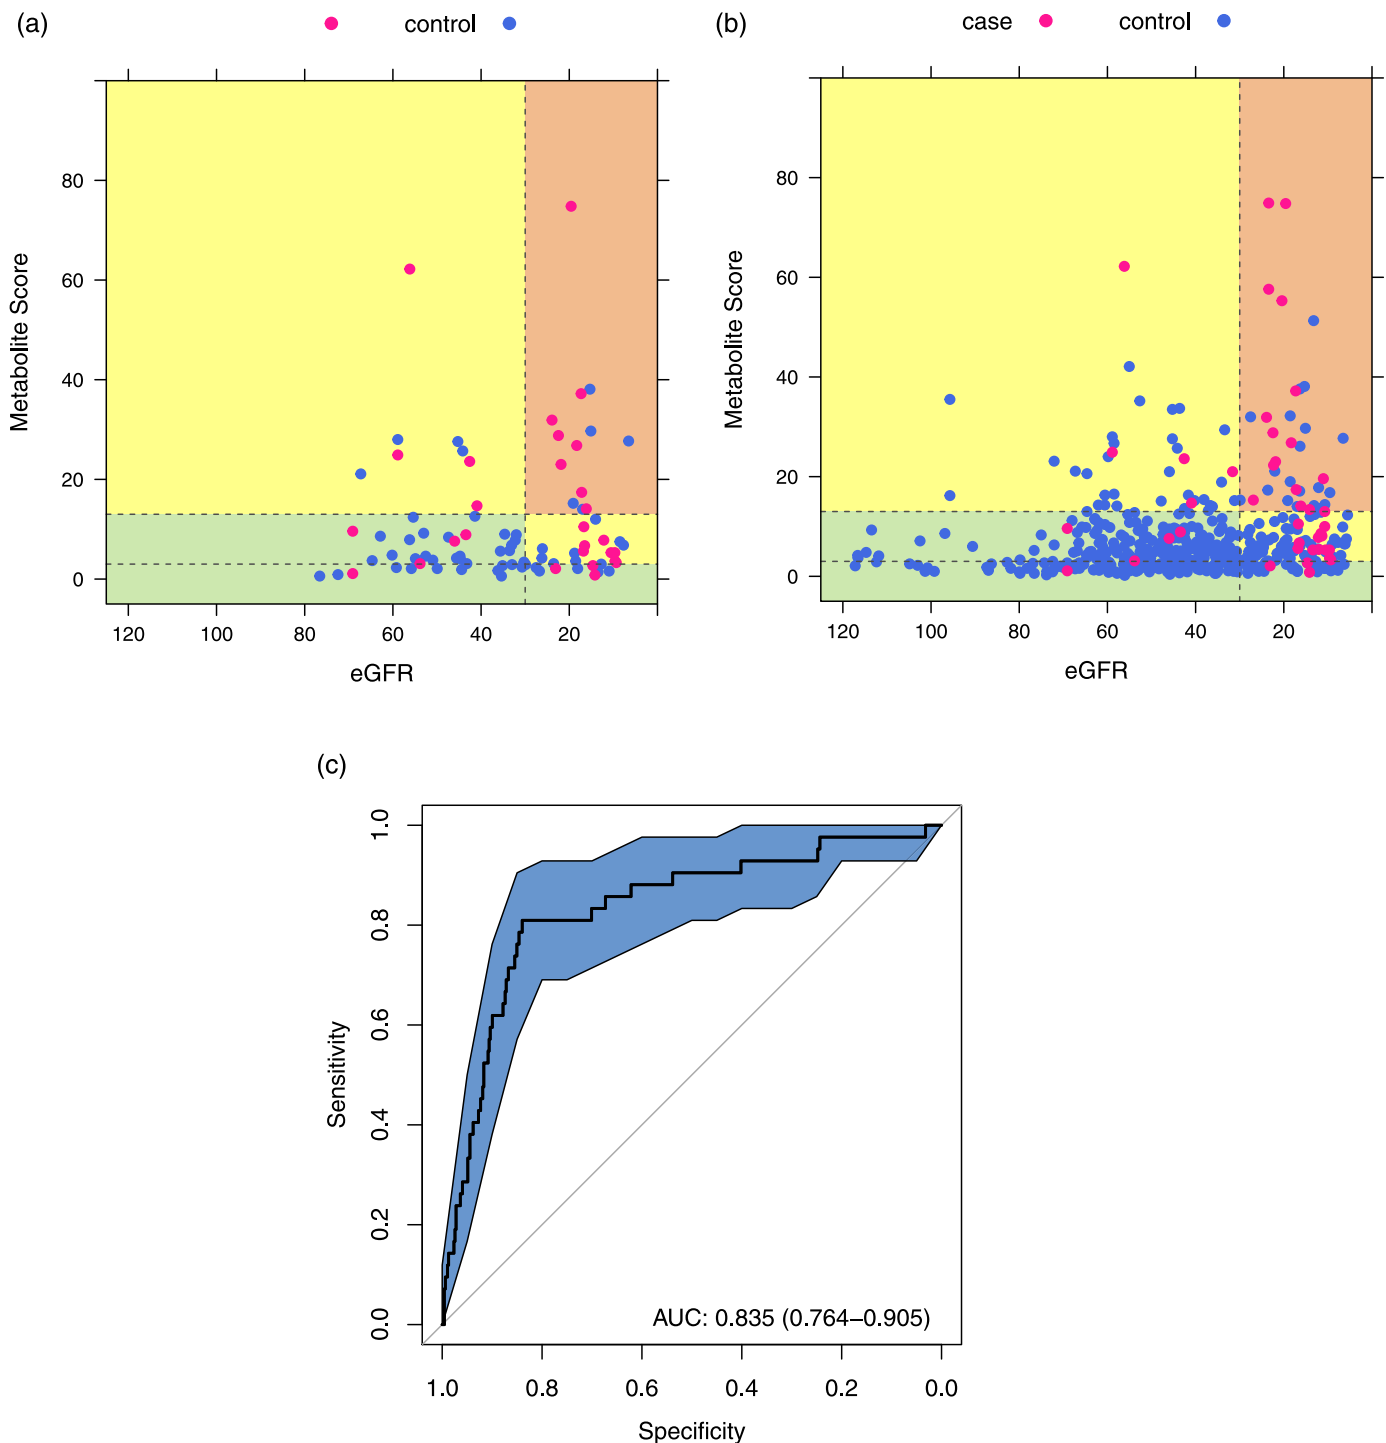 (a)
control
80
60
40
20
0
Metabolite Score
120 100 80 60 40 20
eGFR
(b)
case control
80
60
40
20
0
Metabolite Score
120 100 80 60 40 20
eGFR
(c)
1.0
0.8
0.6
0.4
0.2
0.0
Sensitivity
AUC: 0.835 (0.764–0.905)
1.0 0.8 0.6 0.4 0.2 0.0
Specificity